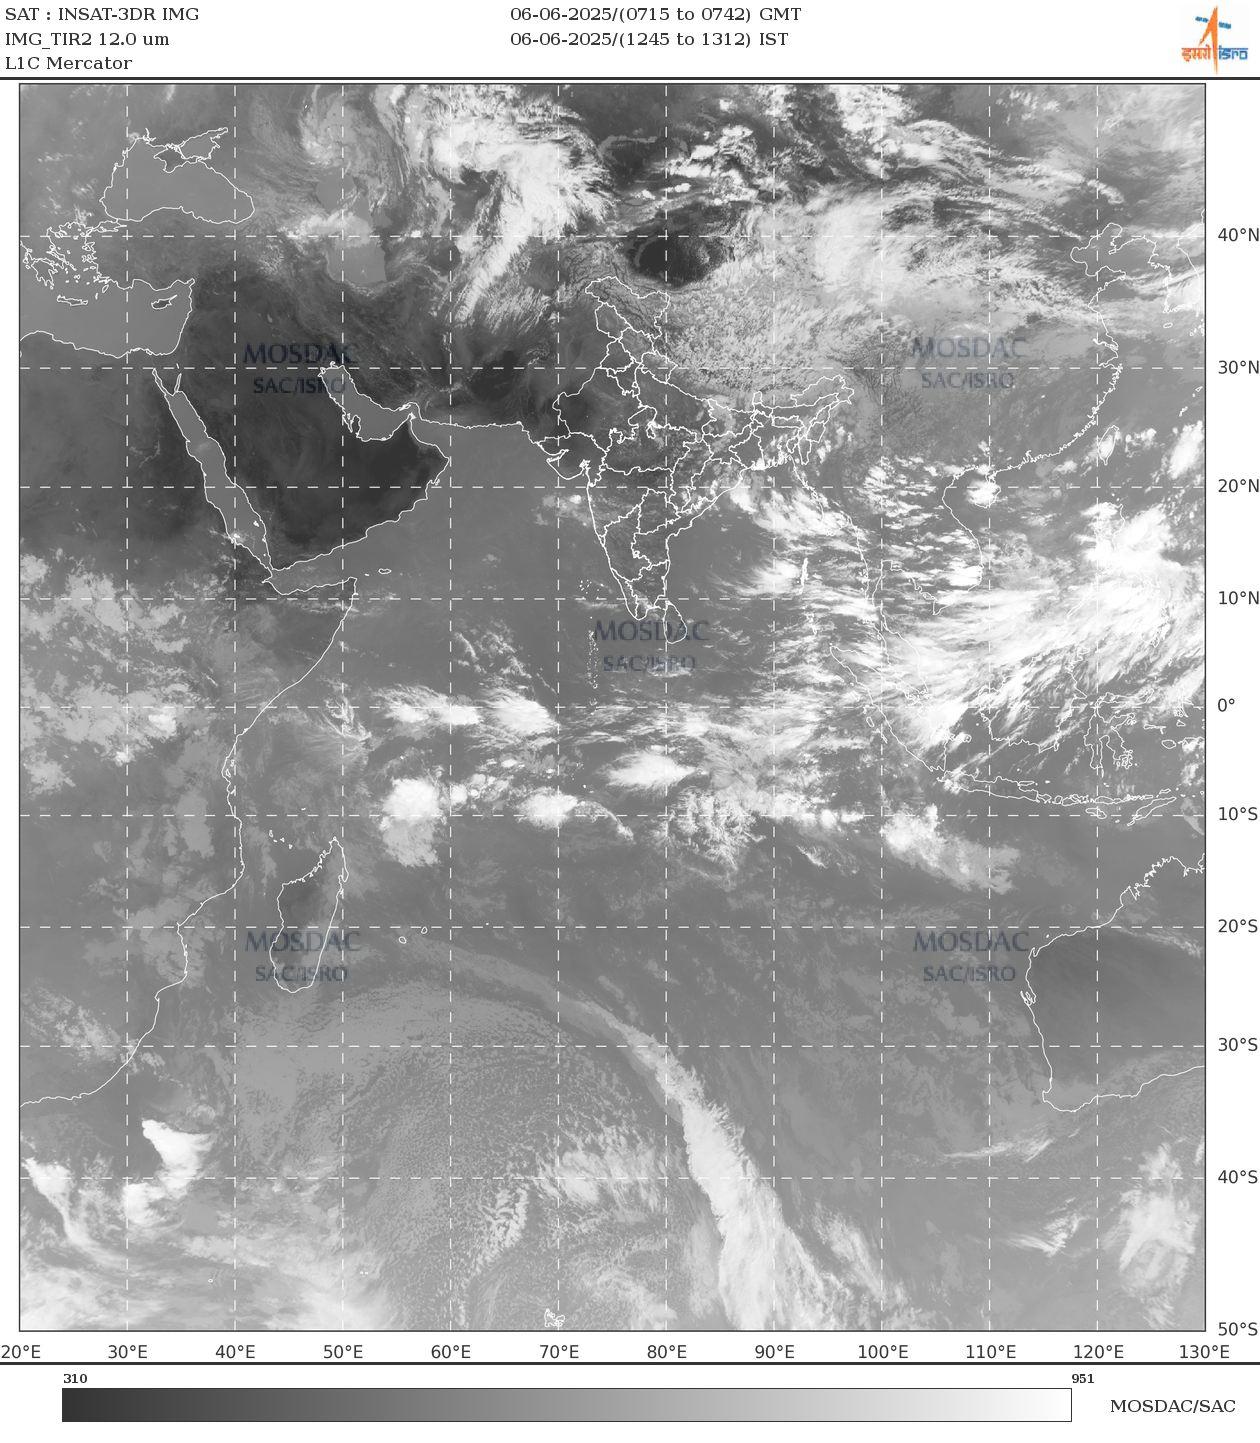 SAT : INSAT-3DR IMG
06-06-2025/(0715 to 0742) GMT
IMG_TIR2 12.0 um
06-06-2025/(1245 to 1312) IST
L1C Mercator
इसरो isro
40°N
MOSDAC
SAC/ISRO
MOSDAC
SAC/ISRO
30°N
20°N
10°N
MOSDAC
SAC/ISRO
0°
10°S
20°S
MOSDAC
SAC/ISRO
MOSDAC
SAC/ISRO
30°S
40°S
50°S
20°E 30°E 40°E 50°E 60°E 70°E 80°E 90°E 100°E 110°E 120°E 130°E
310 951
MOSDAC/SAC